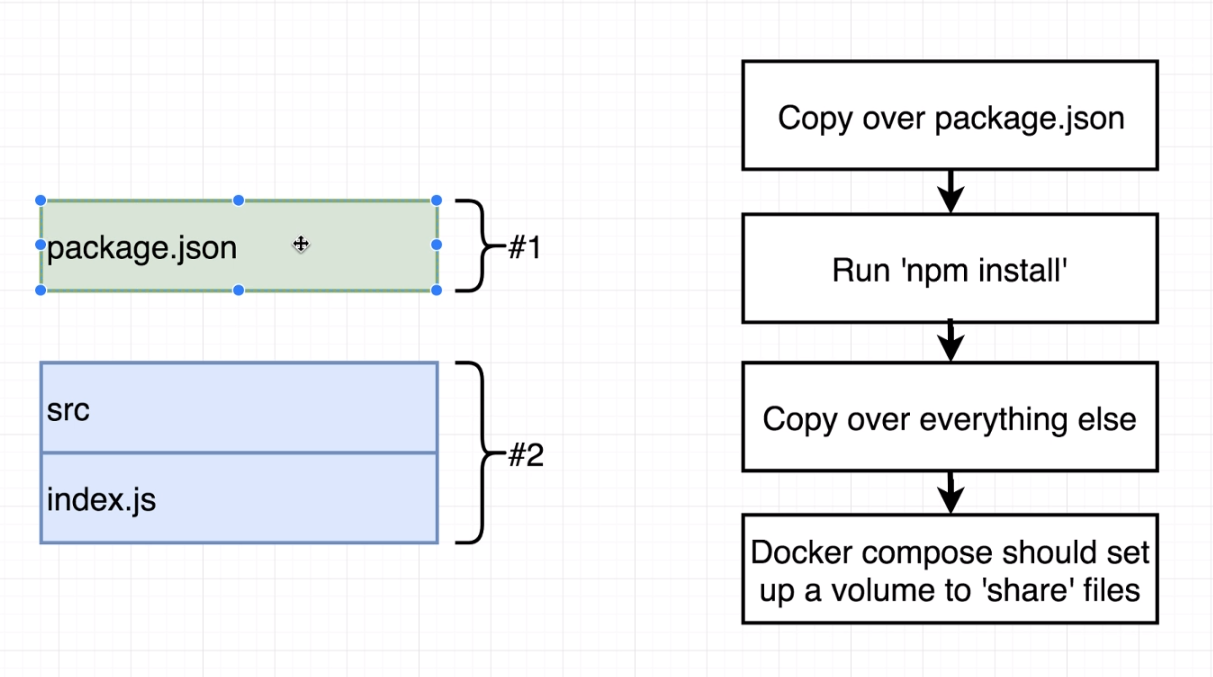 package.json
#1
src
#2
index.js
Copy over package.json
Run 'npm install'
Copy over everything else
Docker compose should set
up a volume to 'share' files